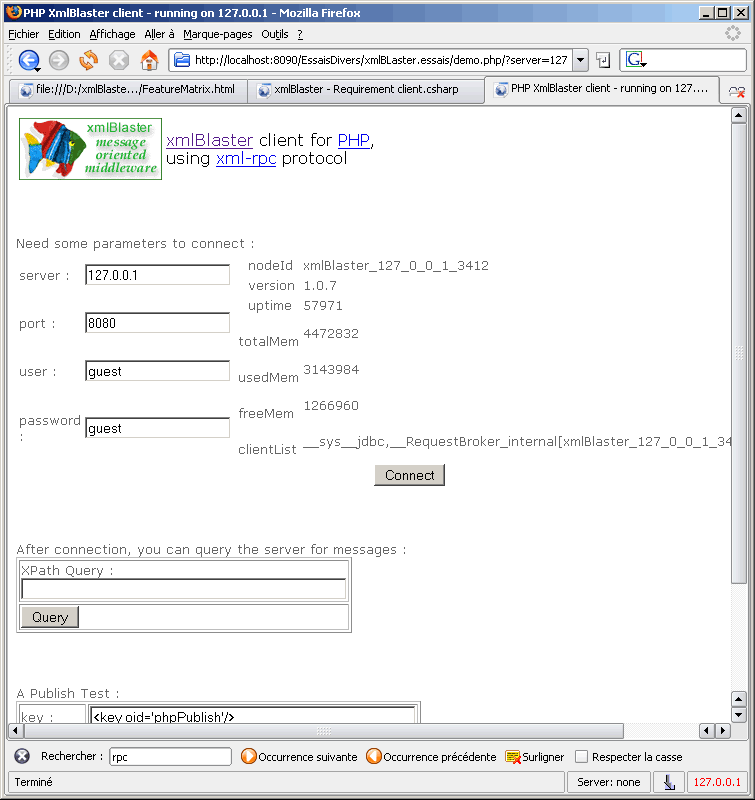 PHP XmlBlaster client - running on 127.0.0.1 - Mozilla Firefox
Fichier Edition Affichage Aller à Marque-pages Outils ?
http://localhost:8090/EssaisDivers/xmlBLaster.essais/demo.php/?server=127
G
file:///D:/xmlBlaste.../FeatureMatrix.html xmlBlaster - Requirement client.csharp PHP XmlBlaster client - running on 127....
xmlBlaster
message
oriented
middleware
xmlBlaster client for PHP,
using xml-rpc protocol
Need some parameters to connect :
server : 127.0.0.1
port : 8080
user : guest
password : guest
nodeId xmlBlaster_127_0_0_1_3412
version 1.0.7
uptime 57971
totalMem 4472832
usedMem 3143984
freeMem 1266960
clientList __sys__jdbc,__RequestBroker_internal[xmlBlaster_127_0_0_1_34
Connect
After connection, you can query the server for messages :
XPath Query :
Query
A Publish Test :
key : <key oid='phpPublish'/>
Rechercher : rpc Occurrence suivante Occurrence précédente Surligner Respecter la casse
Terminé Server: none 127.0.0.1